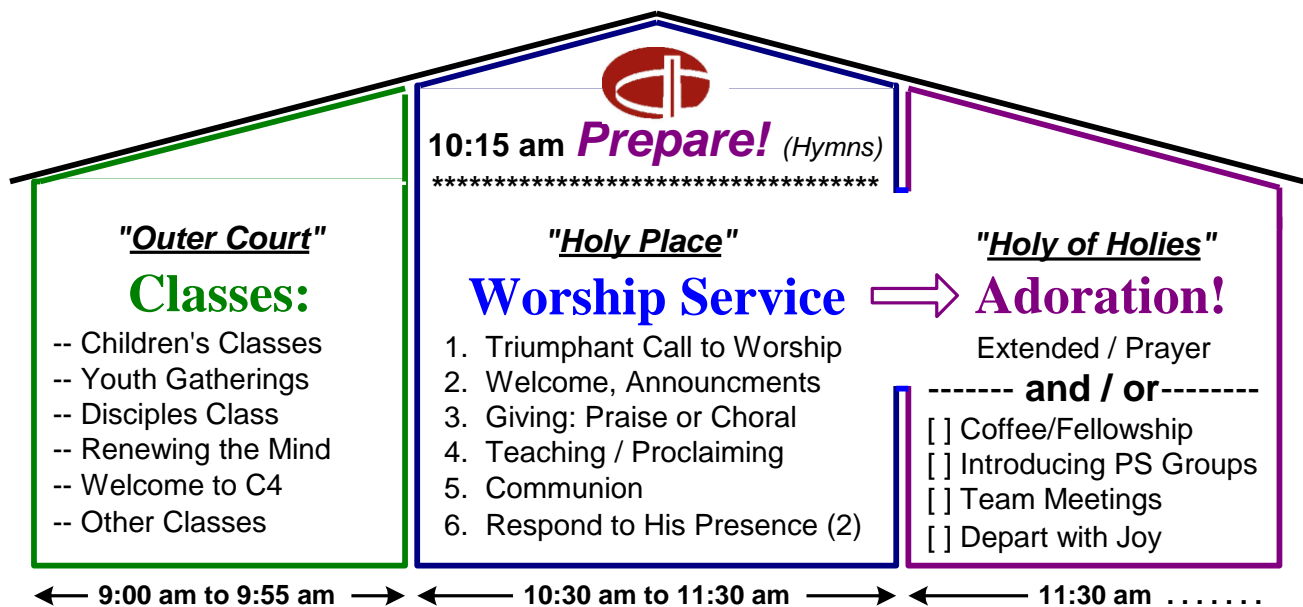 10:15 am Prepare! (Hymns)
************************************
"Outer Court"
Classes:
-- Children's Classes
-- Youth Gatherings
-- Disciples Class
-- Renewing the Mind
-- Welcome to C4
-- Other Classes
9:00 am to 9:55 am
"Holy Place"
Worship Service
1. Triumphant Call to Worship
2. Welcome, Announcments
3. Giving: Praise or Choral
4. Teaching / Proclaiming
5. Communion
6. Respond to His Presence (2)
10:30 am to 11:30 am
"Holy of Holies"
Adoration!
Extended / Prayer
------- and / or--------
[ ] Coffee/Fellowship
[ ] Introducing PS Groups
[ ] Team Meetings
[ ] Depart with Joy
11:30 am . . . . . . .